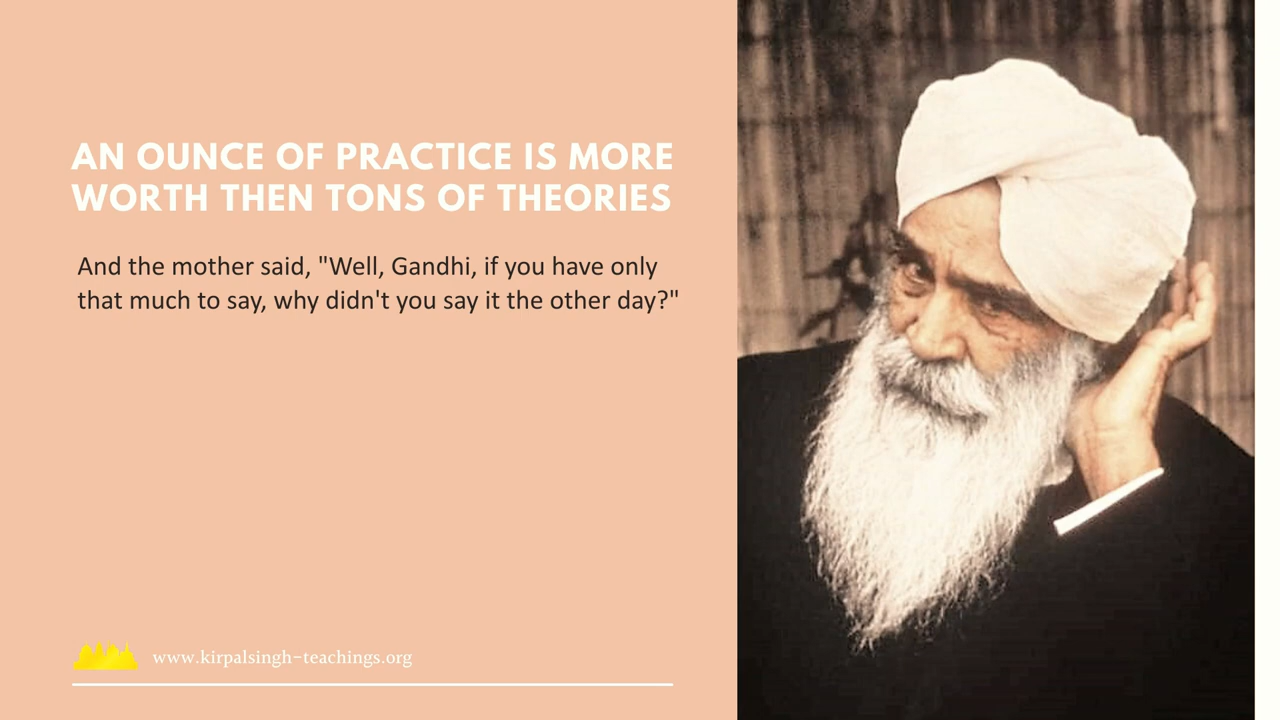 AN OUNCE OF PRACTICE IS MORE
WORTH THEN TONS OF THEORIES
And the mother said, "Well, Gandhi, if you have only
that much to say, why didn't you say it the other day?"
www.kirpalsingh-teachings.org